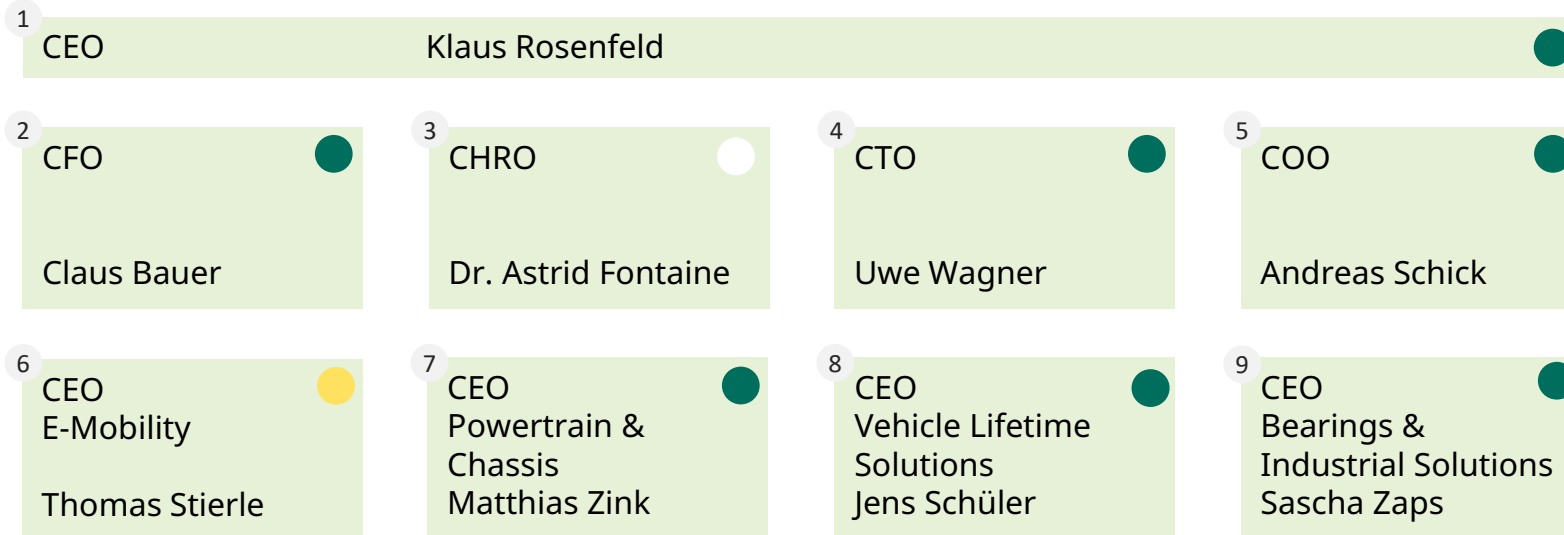 1
CEO Klaus Rosenfeld
2
CFO
Claus Bauer
3
CHRO
Dr. Astrid Fontaine
4
CTO
Uwe Wagner
5
COO
Andreas Schick
6
CEO
E-Mobility
Thomas Stierle
7
CEO
Powertrain &
Chassis
Matthias Zink
8
CEO
Vehicle Lifetime
Solutions
Jens Schüler
9
CEO
Bearings &
Industrial Solutions
Sascha Zaps